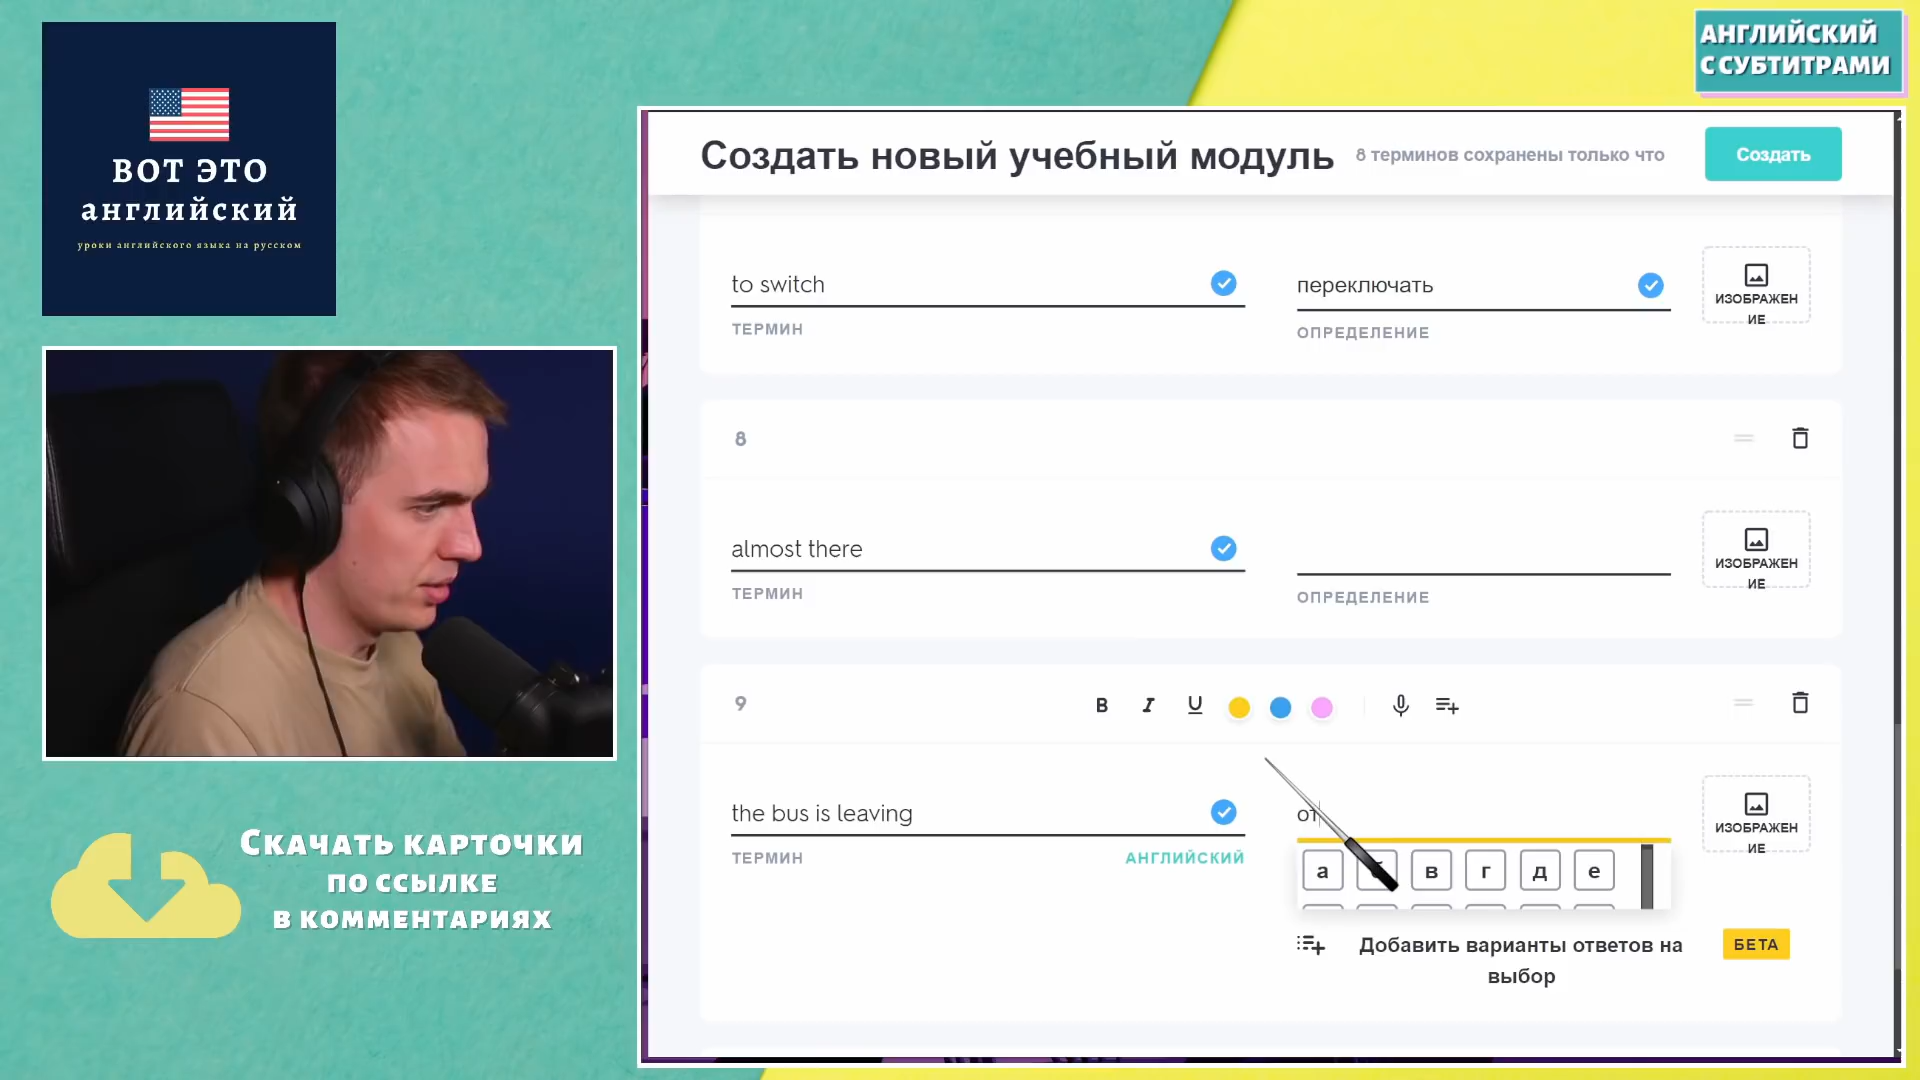 ВОТ ЭТО
английский
уроки английского языка на русском
АНГЛИЙСКИЙ
С СУБТИТРАМИ
Создать новый учебный модуль
8 терминов сохранены только что
Создать
to switch
переключать
ТЕРМИН
ОПРЕДЕЛЕНИЕ
ИЗОБРАЖЕН
ИЕ
8
almost there
ТЕРМИН
ОПРЕДЕЛЕНИЕ
ИЗОБРАЖЕН
ИЕ
9
B I U
the bus is leaving
от
ТЕРМИН
АНГЛИЙСКИЙ
а в г д е
ИЗОБРАЖЕН
ИЕ
Добавить варианты ответов на
выбор
БЕТА
СКАЧАТЬ КАРТОЧКИ
ПО ССЫЛКЕ
В КОММЕНТАРИЯХ